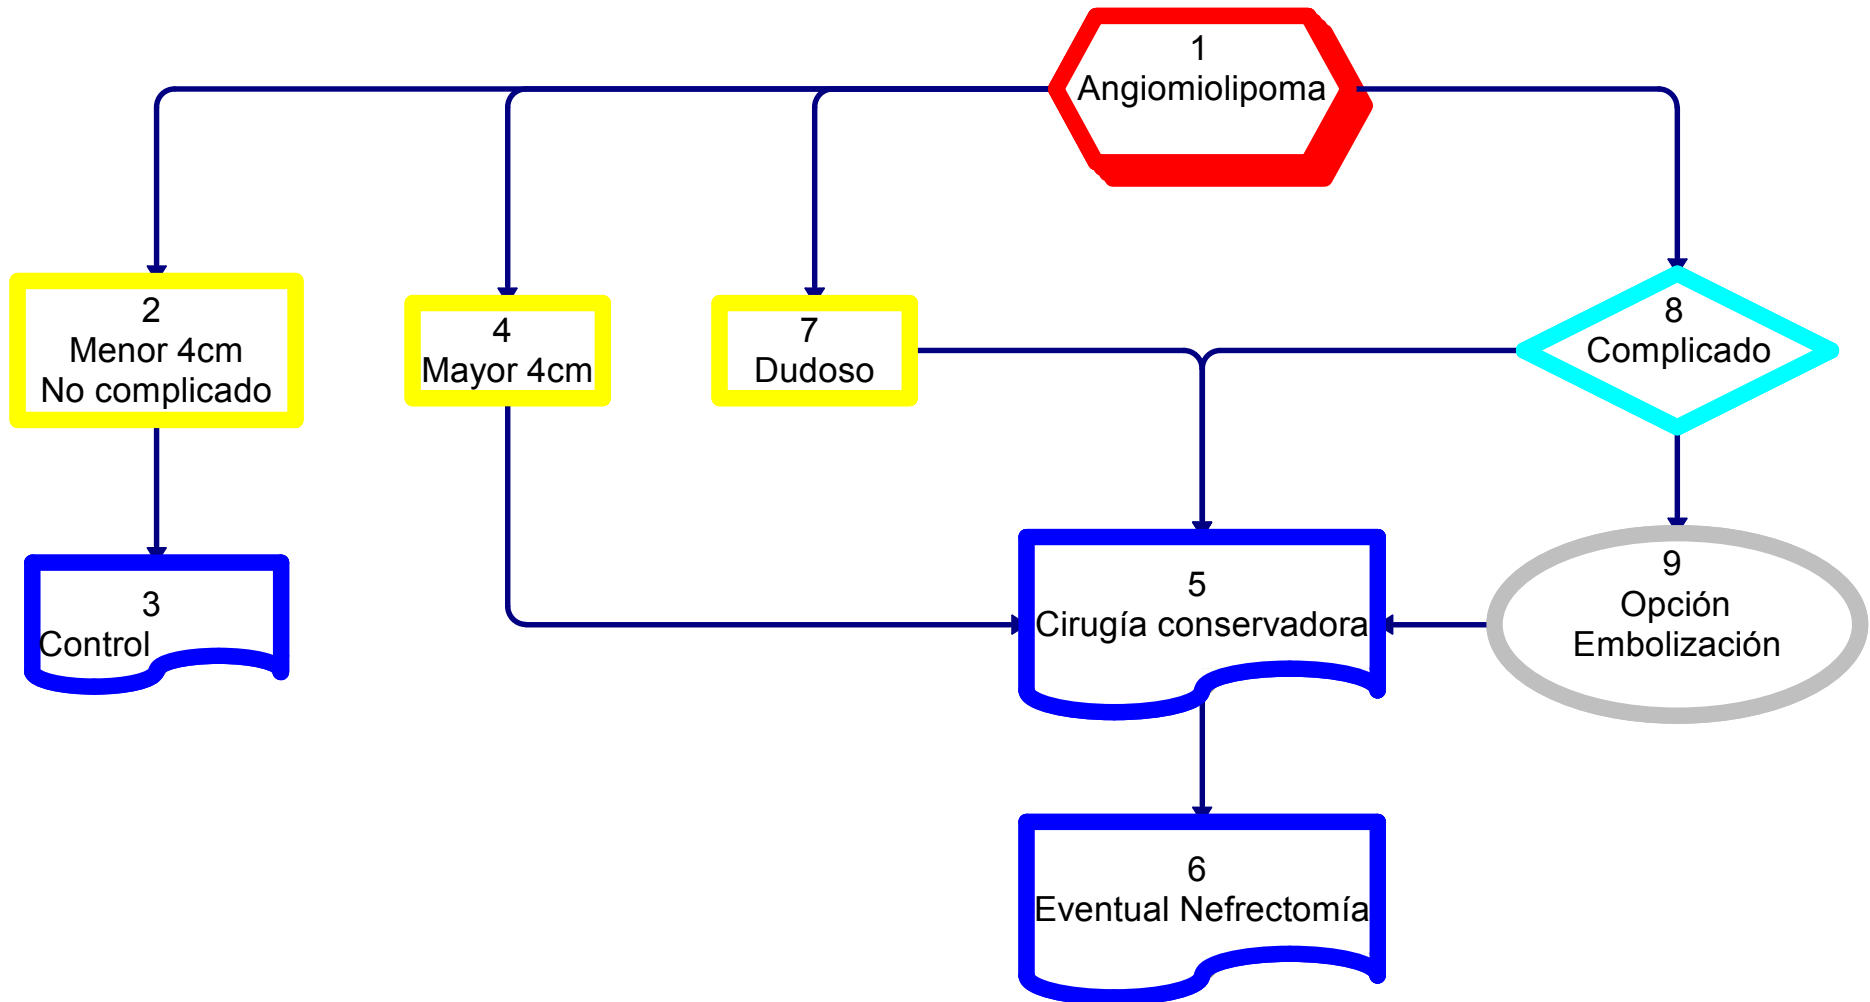 1
Angiomiolipoma
2
Menor 4cm
No complicado
4
Mayor 4cm
7
Dudoso
8
Complicado
3
Control
5
Cirugía conservadora
9
Opción
Embolización
6
Eventual Nefrectomía